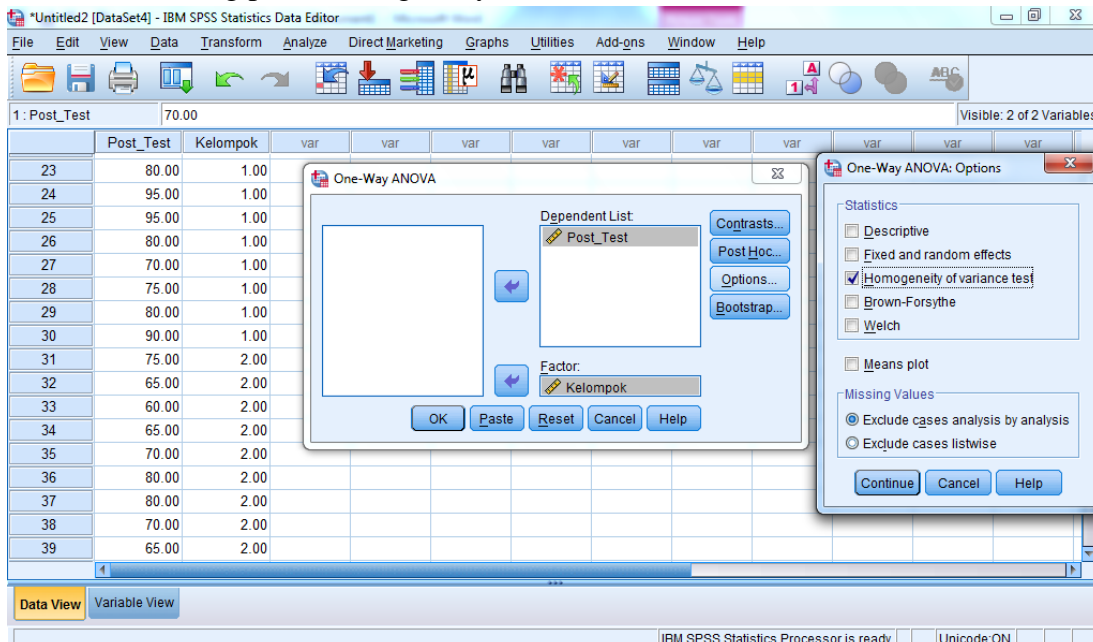 *Untitled2 [DataSet4] - IBM SPSS Statistics Data Editor
File Edit View Data Transform Analyze Direct Marketing Graphs Utilities Add-ons Window Help
1 : Post_Test 70.00 Visible: 2 of 2 Variables
Post_Test Kelompok var var var var var var var var var var
23 80.00 1.00
24 95.00 1.00
25 95.00 1.00
26 80.00 1.00
27 70.00 1.00
28 75.00 1.00
29 80.00 1.00
30 90.00 1.00
31 75.00 2.00
32 65.00 2.00
33 60.00 2.00
34 65.00 2.00
35 70.00 2.00
36 80.00 2.00
37 80.00 2.00
38 70.00 2.00
39 65.00 2.00
One-Way ANOVA
Dependent List:
Post_Test
Factor:
Kelompok
Contrasts...
Post Hoc...
Options...
Bootstrap...
OK Paste Reset Cancel Help
One-Way ANOVA: Options
Statistics
Descriptive
Fixed and random effects
Homogeneity of variance test
Brown-Forsythe
Welch
Means plot
Missing Values
Exclude cases analysis by analysis
Exclude cases listwise
Continue Cancel Help
Data View Variable View
IBM SPSS Statistics Processor is ready Unicode:ON